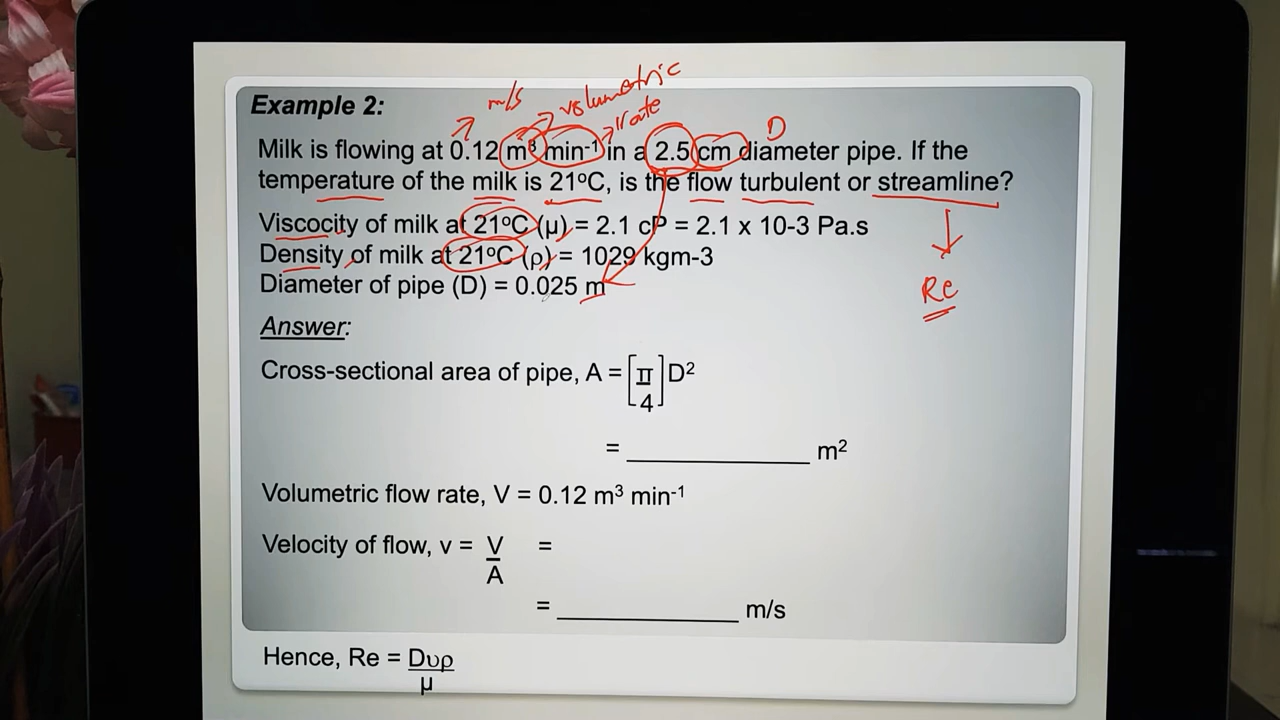 m/s volumetric
rate
D
Example 2:
Milk is flowing at 0.12 m³ min⁻¹ in a 2.5 cm diameter pipe. If the
temperature of the milk is 21ºC, is the flow turbulent or streamline?
Viscocity of milk at 21ºC (μ) = 2.1 cP = 2.1 x 10-3 Pa.s
Density of milk at 21ºC (ρ) = 1029 kgm-3
Diameter of pipe (D) = 0.025 m
Re
Answer:
Cross-sectional area of pipe, A = [π/4] D²
= ____________ m²
Volumetric flow rate, V = 0.12 m³ min⁻¹
Velocity of flow, v = V/A =
= ____________ m/s
Hence, Re = Dυρ/μ